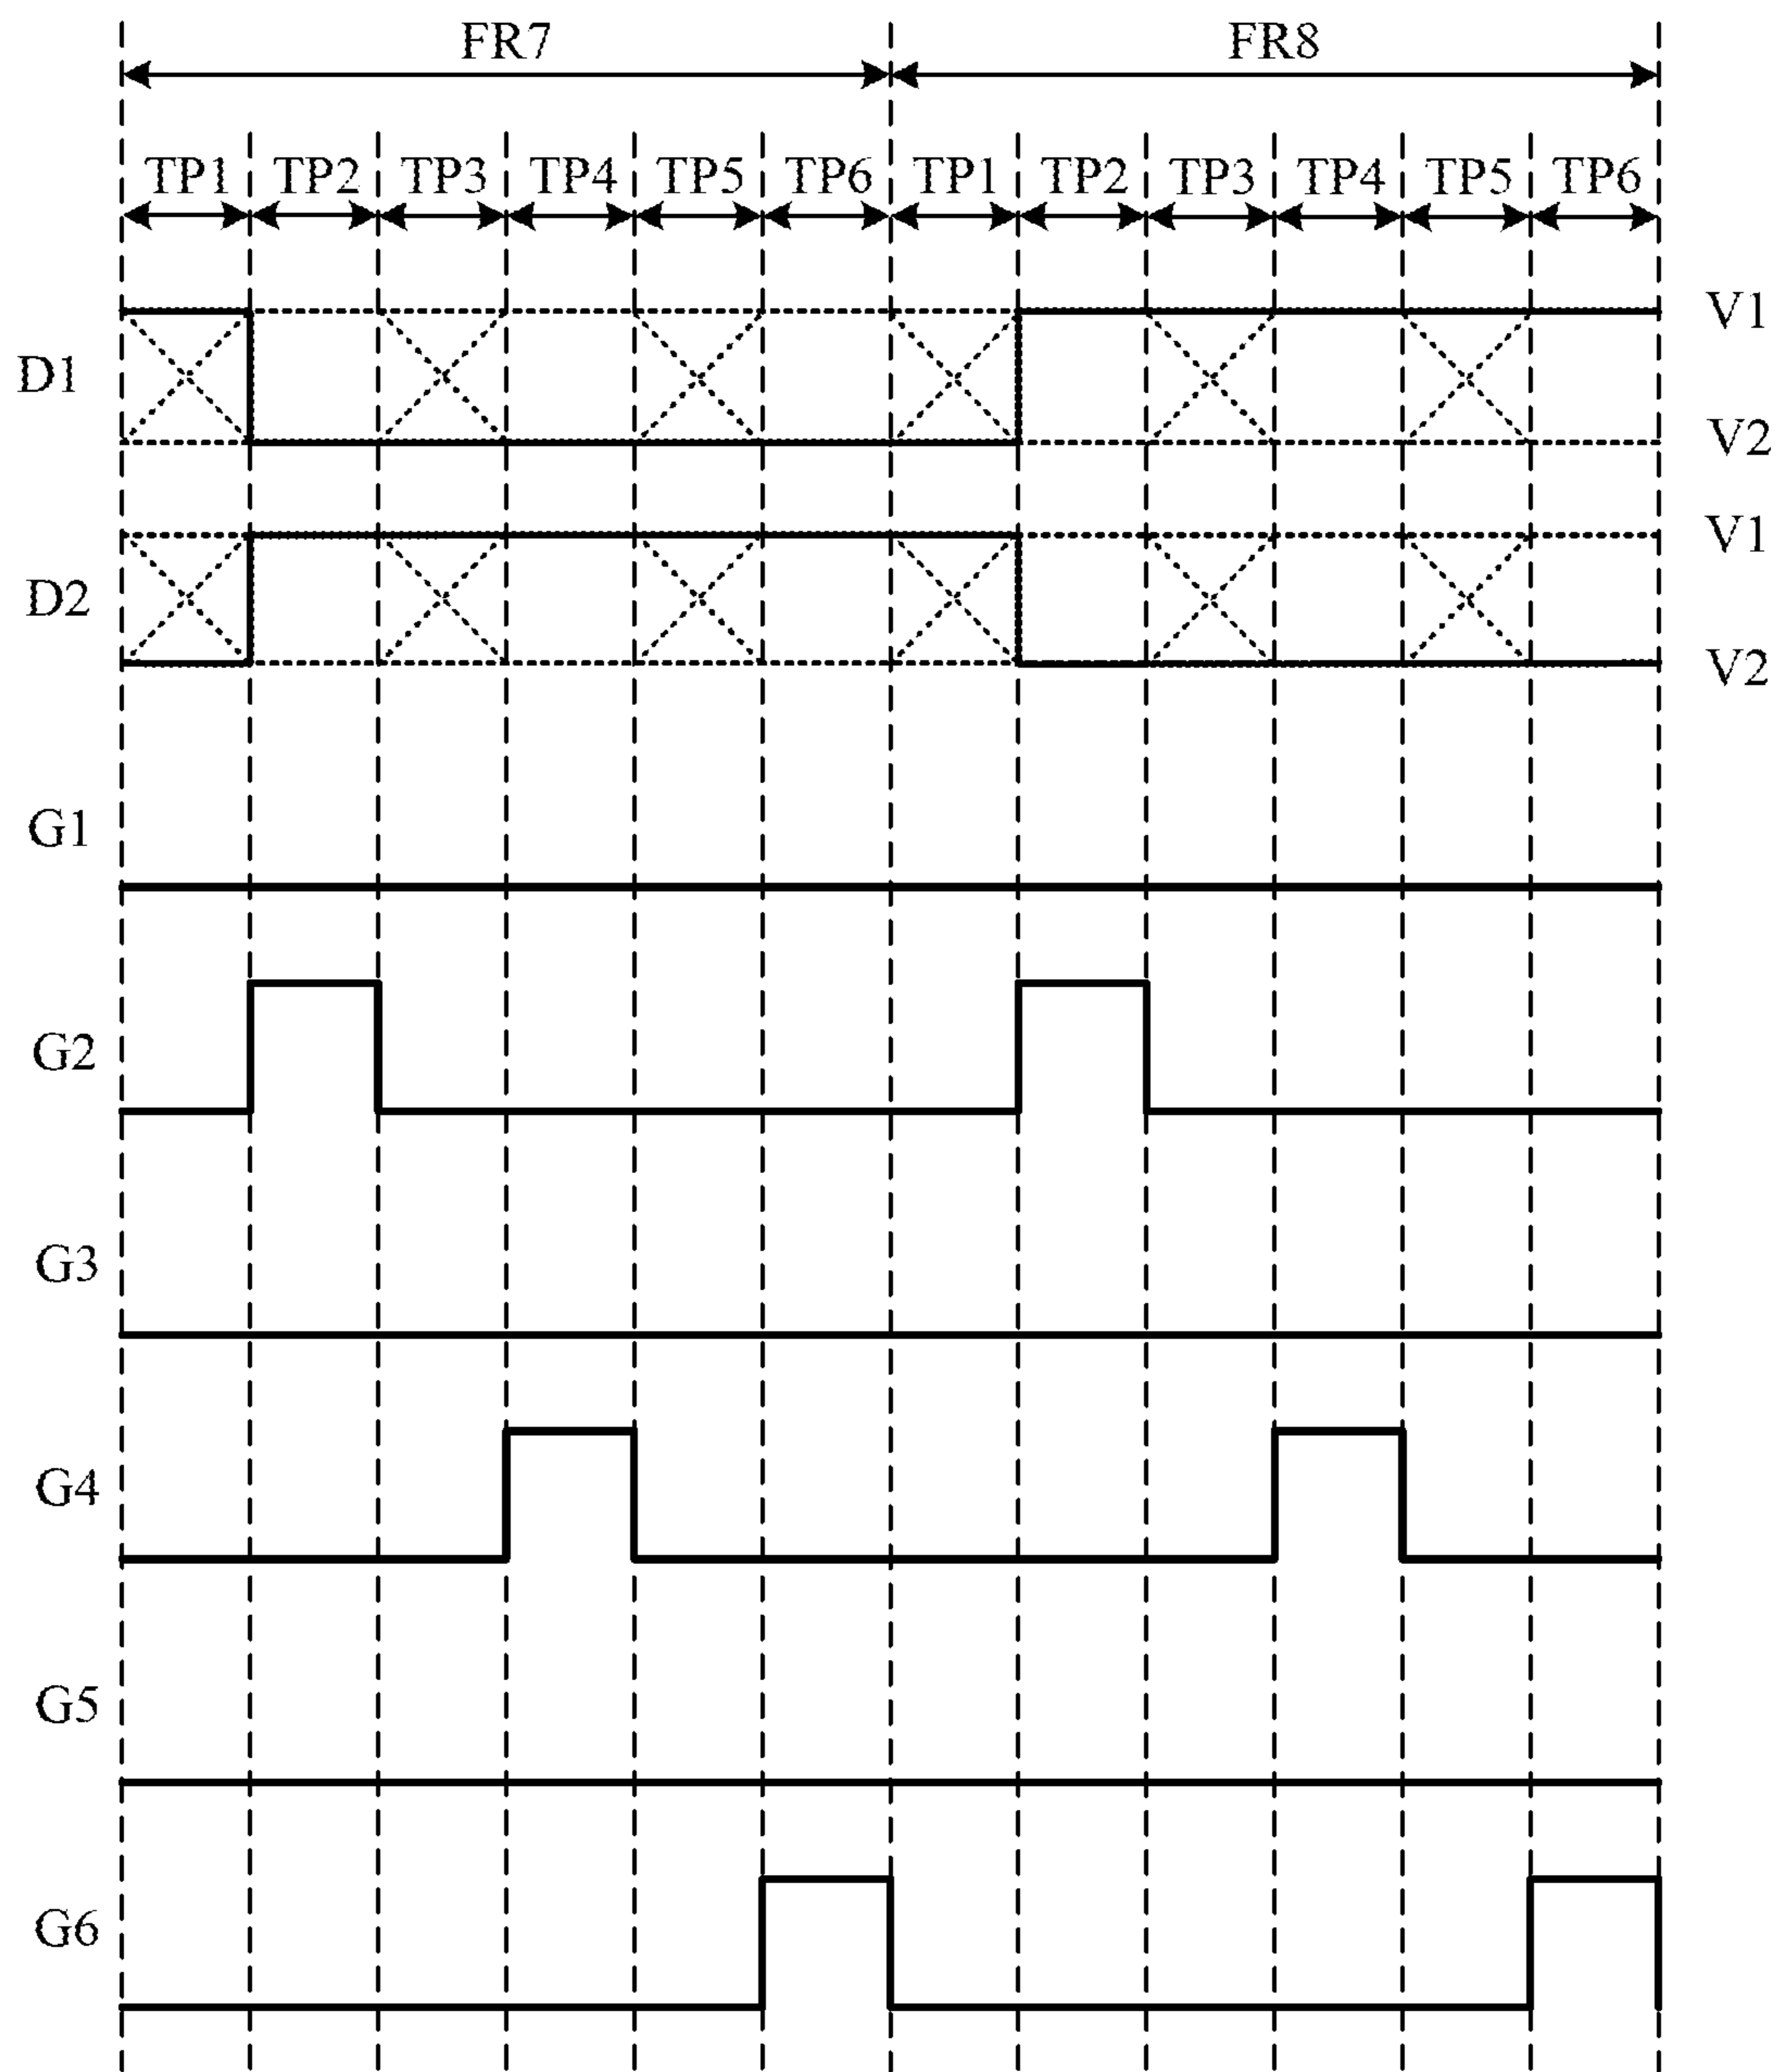 FR7 FR8
TP1 TP2 TP3 TP4 TP5 TP6 TP1 TP2 TP3 TP4 TP5 TP6
V1
D1
V2
V1
D2
V2
G1
G2
G3
G4
G5
G6